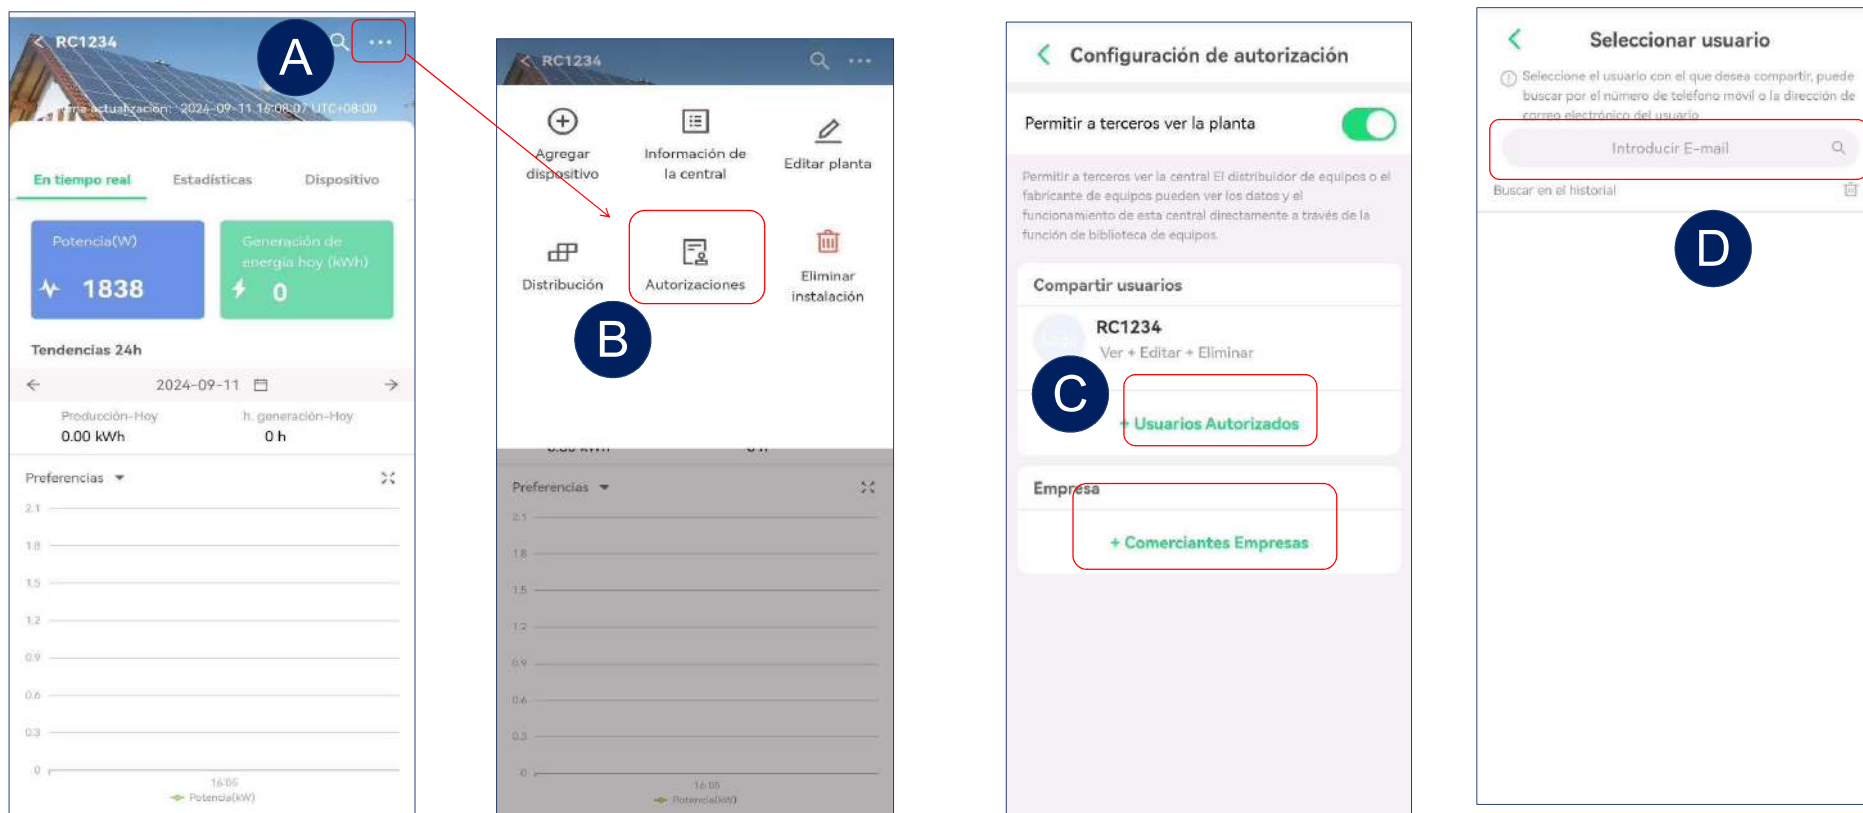 RC1234
A
actualización: 2024-09-11 16:08:07 UTC+08:00
En tiempo real
Estadísticas
Dispositivo
Potencia(W)
1838
Generación de
energía hoy (kWh)
0
Tendencias 24h
2024-09-11
Producción-Hoy
h. generación-Hoy
0.00 kWh
0 h
Preferencias
2.1
1.8
1.5
1.2
0.9
0.6
0.3
0
16:05
Potencia(kW)
RC1234
Agregar
dispositivo
Información de
la central
Editar planta
Distribución
Autorizaciones
Eliminar
instalación
B
0.00 kWh
0 h
Preferencias
2.1
1.8
1.5
1.2
0.9
0.6
0.3
0
16:05
Potencia(kW)
Configuración de autorización
Permitir a terceros ver la planta
Permitir a terceros ver la central El distribuidor de equipos o el
fabricante de equipos pueden ver los datos y el
funcionamiento de esta central directamente a través de la
función de biblioteca de equipos.
Compartir usuarios
RC1234
Ver + Editar + Eliminar
C
+ Usuarios Autorizados
Empresa
+ Comerciantes Empresas
Seleccionar usuario
Seleccione el usuario con el que desea compartir, puede
buscar por el número de teléfono móvil o la dirección de
correo electrónico del usuario
Introducir E-mail
Buscar en el historial
D